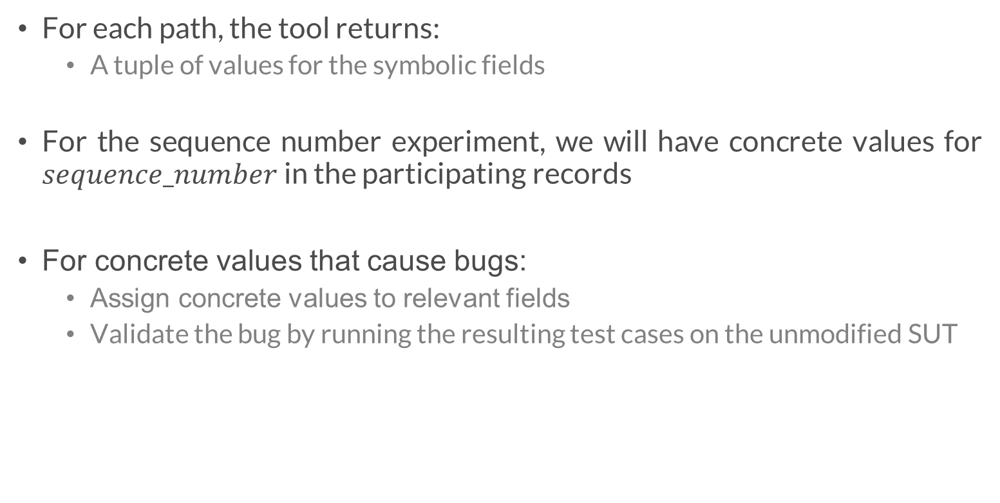 • For each path, the tool returns:
• A tuple of values for the symbolic fields
• For the sequence number experiment, we will have concrete values for
sequence_number in the participating records
• For concrete values that cause bugs:
• Assign concrete values to relevant fields
• Validate the bug by running the resulting test cases on the unmodified SUT